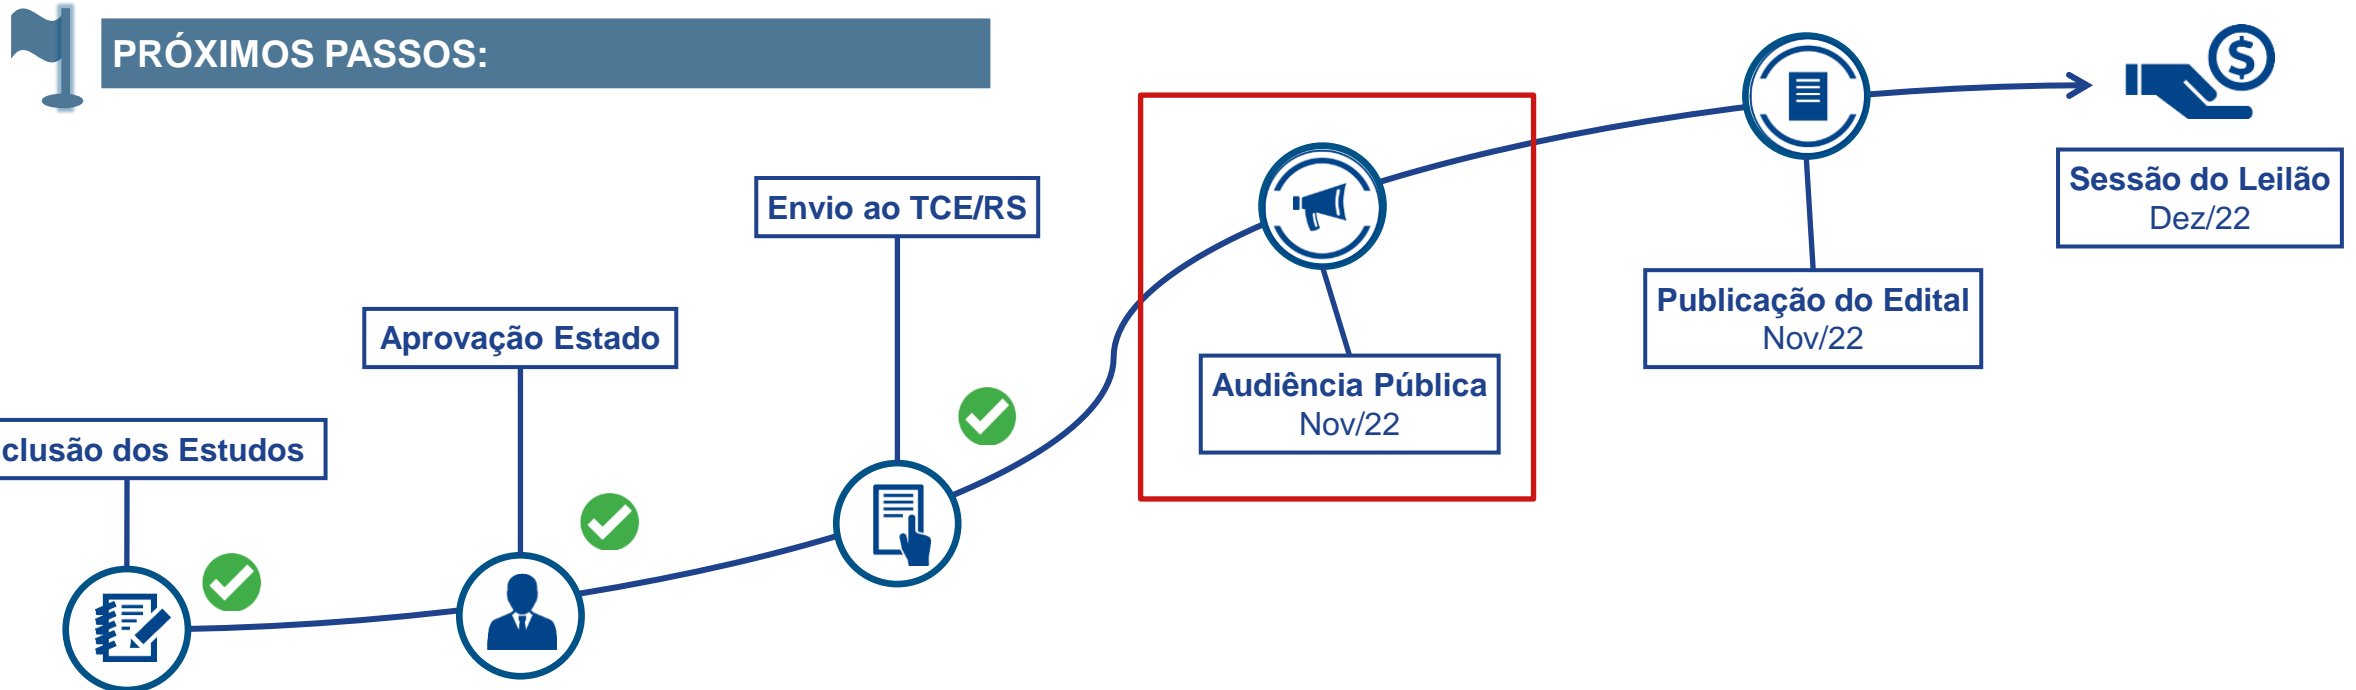 PRÓXIMOS PASSOS:
clusão dos Estudos
Aprovação Estado
Envio ao TCE/RS
Audiência Pública
Nov/22
Publicação do Edital
Nov/22
Sessão do Leilão
Dez/22